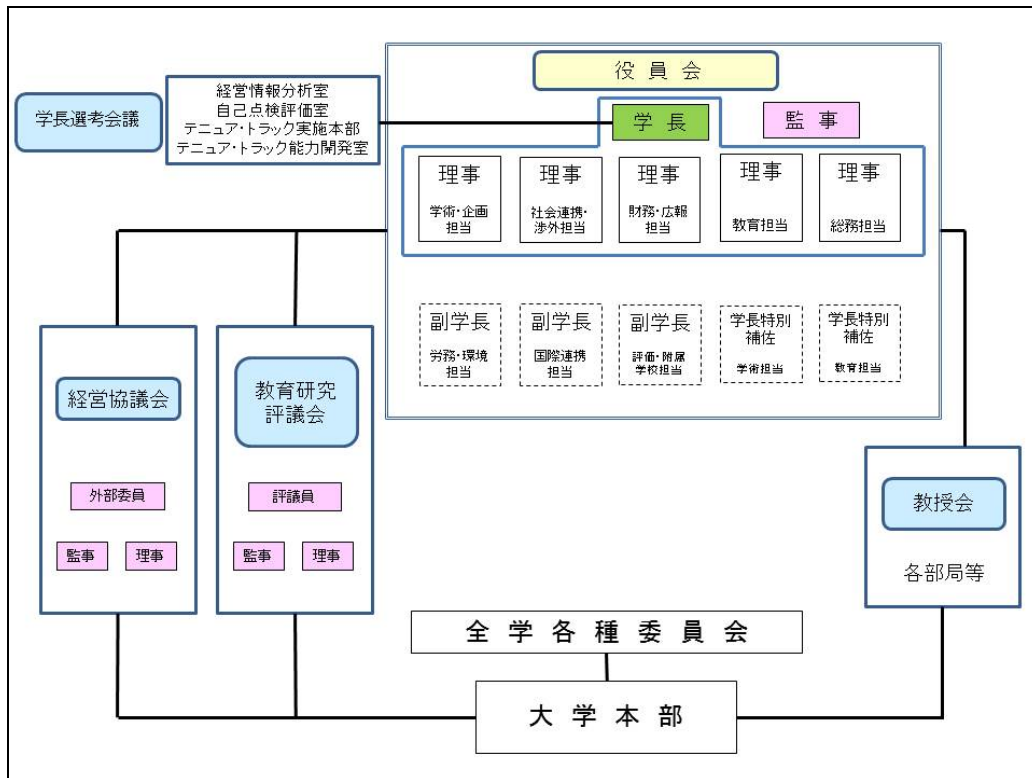 役員会
学長選考会議
経営情報分析室
自己点検評価室
テニュア・トラック実施本部
テニュア・トラック能力開発室
学長
監事
理事
学術・企画
担当
理事
社会連携・
渉外担当
理事
財務・広報
担当
理事
教育担当
理事
総務担当
副学長
労務・環境
担当
副学長
国際連携
担当
副学長
評価・附属
学校担当
学長特別
補佐
学術担当
学長特別
補佐
教育担当
経営協議会
外部委員
監事
理事
教育研究
評議会
評議員
監事
理事
教授会
各部局等
全学各種委員会
大学本部